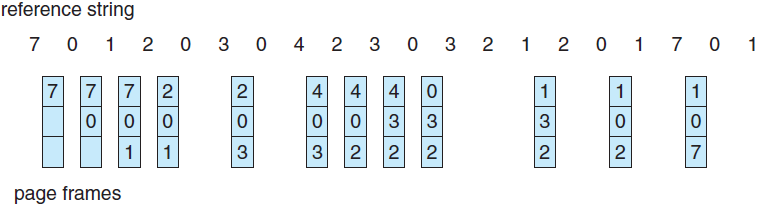 reference string
7 0 1 2 0 3 0 4 2 3 0 3 2 1 2 0 1 7 0 1
7 7 7 2 2 4 4 4 0 1 1 1
0 0 0 0 0 0 3 3 3 0 0
1 1 3 3 2 2 2 2 2 7
page frames